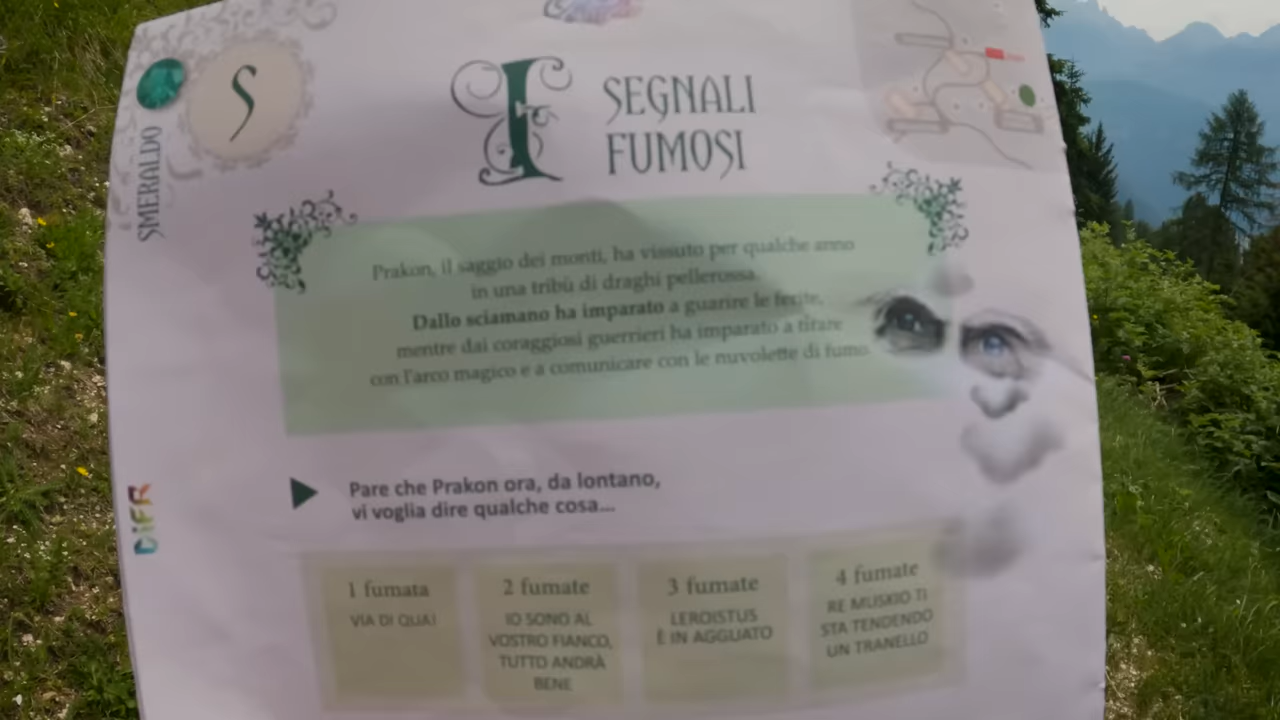 SMERALDO
S
I SEGNALI
FUMOSI
Prakon, il saggio dei monti, ha vissuto per qualche anno
in una tribù di draghi pellerossa.
Dallo sciamano ha imparato a guarire le ferite,
mentre dai coraggiosi guerrieri ha imparato a tirare
con l'arco magico e a comunicare con le nuvolette di fumo
Pare che Prakon ora, da lontano,
vi voglia dire qualche cosa...
DiFR
1 fumata
VIA DI QUA!
2 fumate
IO SONO AL
VOSTRO FIANCO,
TUTTO ANDRÀ
BENE
3 fumate
LEROISTUS
È IN AGGUATO
4 fumate
RE MUSKIO TI
STA TENDENDO
UN TRANELLO